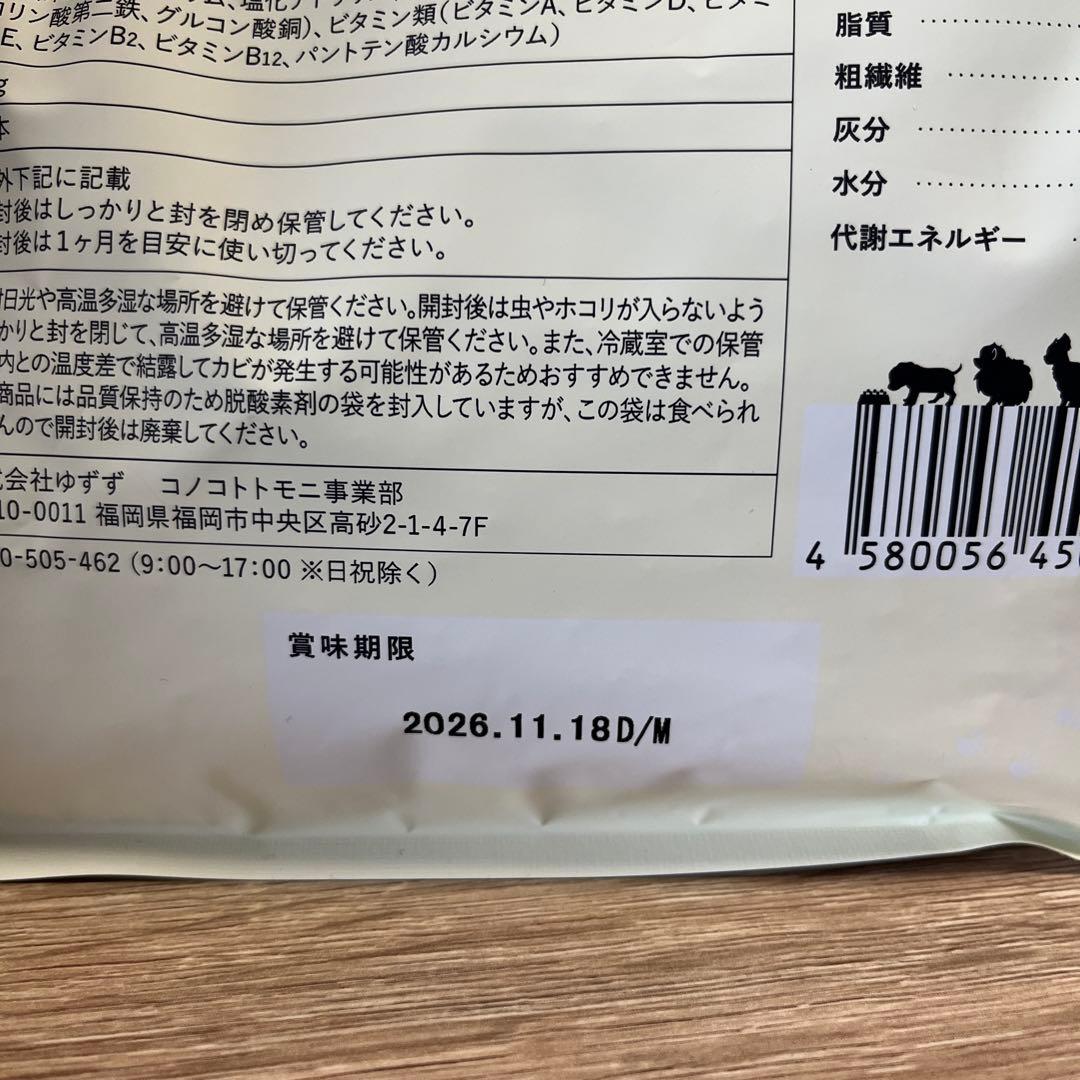 リン酸第二鉄、グルコン酸銅)、ビタミン類(ビタミンA、ビタミンD、ビタミ
E、ビタミンB2、ビタミンB12、パントテン酸カルシウム)
g
本
外下記に記載
封後はしっかりと封を閉め保管してください。
封後は1ヶ月を目安に使い切ってください。
日光や高温多湿な場所を避けて保管ください。開封後は虫やホコリが入らないよう
かりと封を閉じて、高温多湿な場所を避けて保管ください。また、冷蔵室での保管
内との温度差で結露してカビが発生する可能性があるためおすすめできません。
商品には品質保持のため脱酸素剤の袋を封入していますが、この袋は食べられ
んので開封後は廃棄してください。
会社ゆずず コノコトトモニ事業部
10-0011 福岡県福岡市中央区高砂2-1-4-7F
0-505-462 (9:00〜17:00 ※日祝除く)
脂質
粗繊維
灰分
水分
代謝エネルギー
4 580056 45
賞味期限
2026.11.18D/M